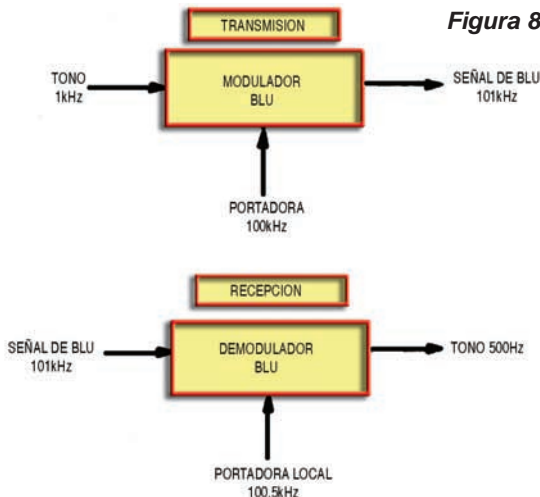 Figura 8
TRANSMISION
TONO
1kHz
MODULADOR
BLU
SEÑAL DE BLU
101kHz
PORTADORA
100kHz
RECEPCION
SEÑAL DE BLU
101kHz
DEMODULADOR
BLU
TONO 500Hz
PORTADORA LOCAL
100.5kHz